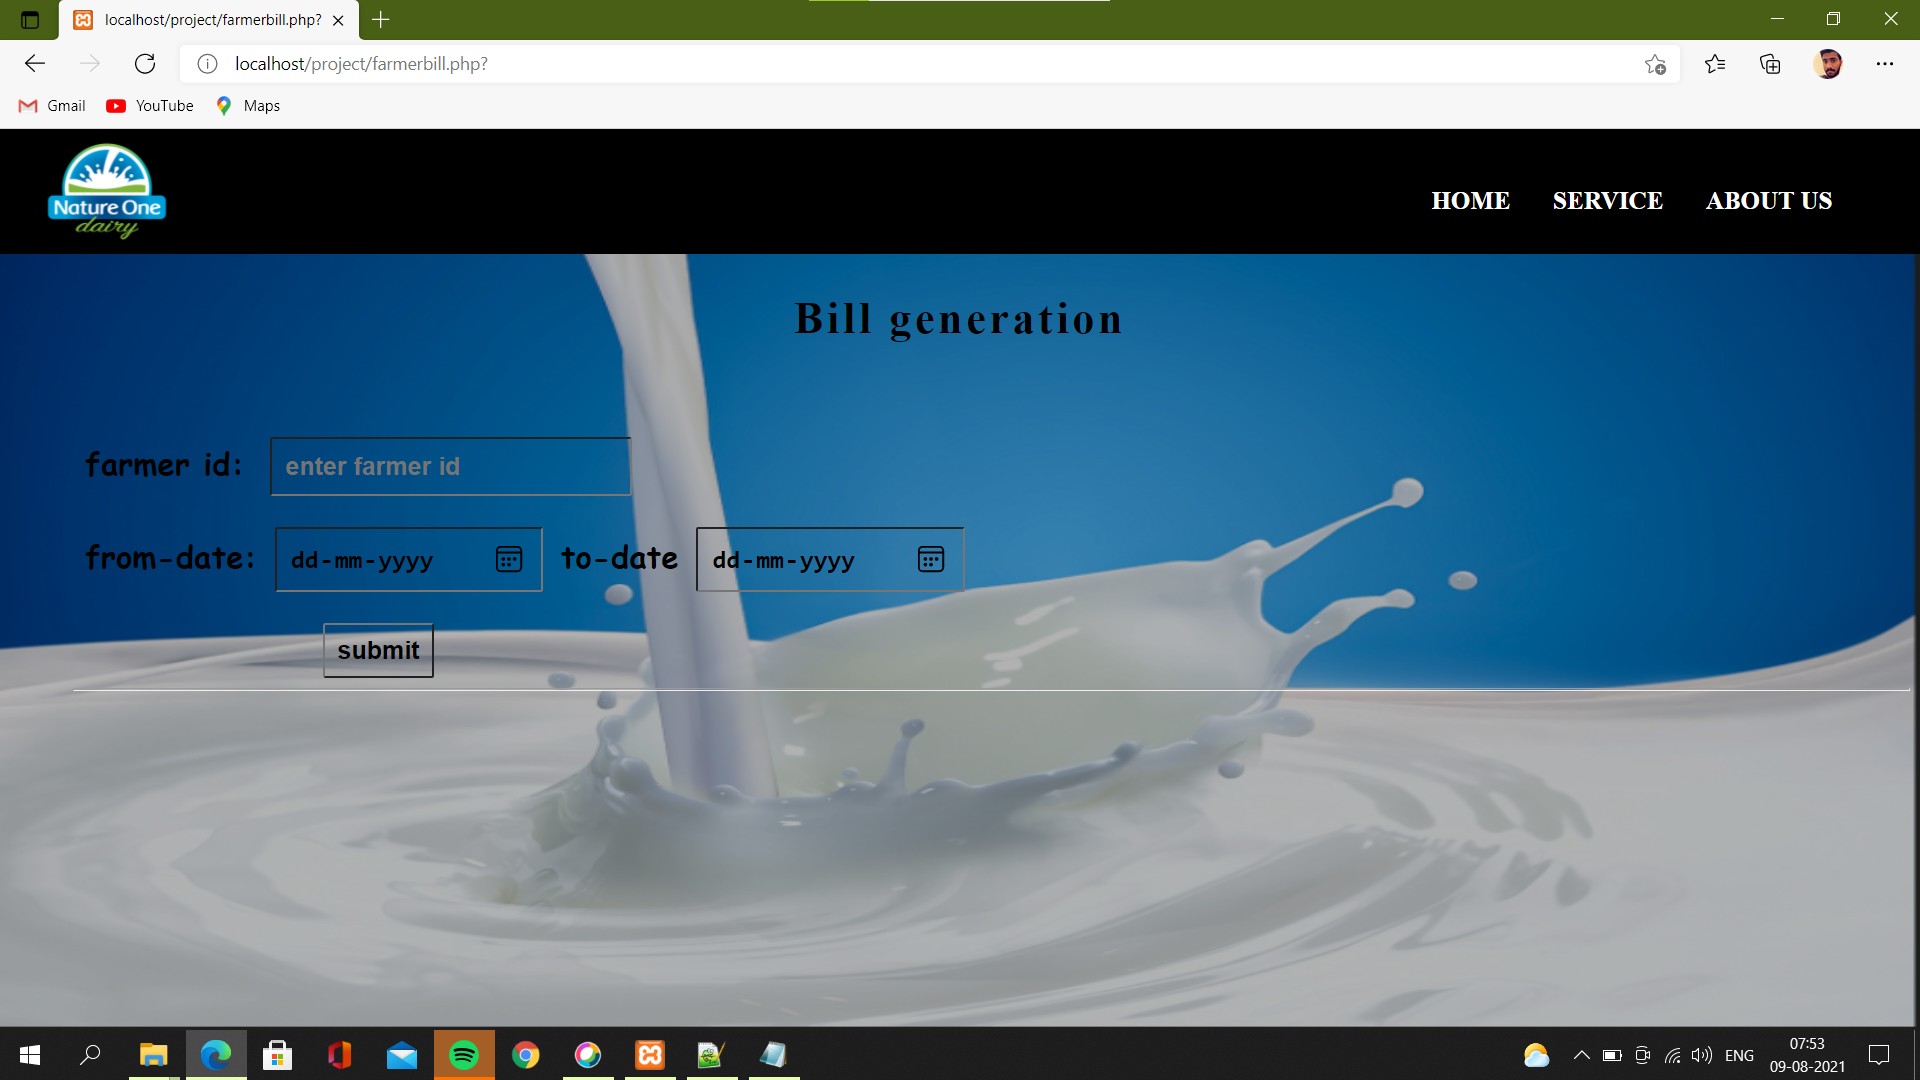 localhost/project/farmerbill.php?
localhost/project/farmerbill.php?
Gmail YouTube Maps
Nature One
dairy
HOME SERVICE ABOUT US
Bill generation
farmer id: enter farmer id
from-date: dd-mm-yyyy to-date dd-mm-yyyy
submit
ENG
07:53
09-08-2021